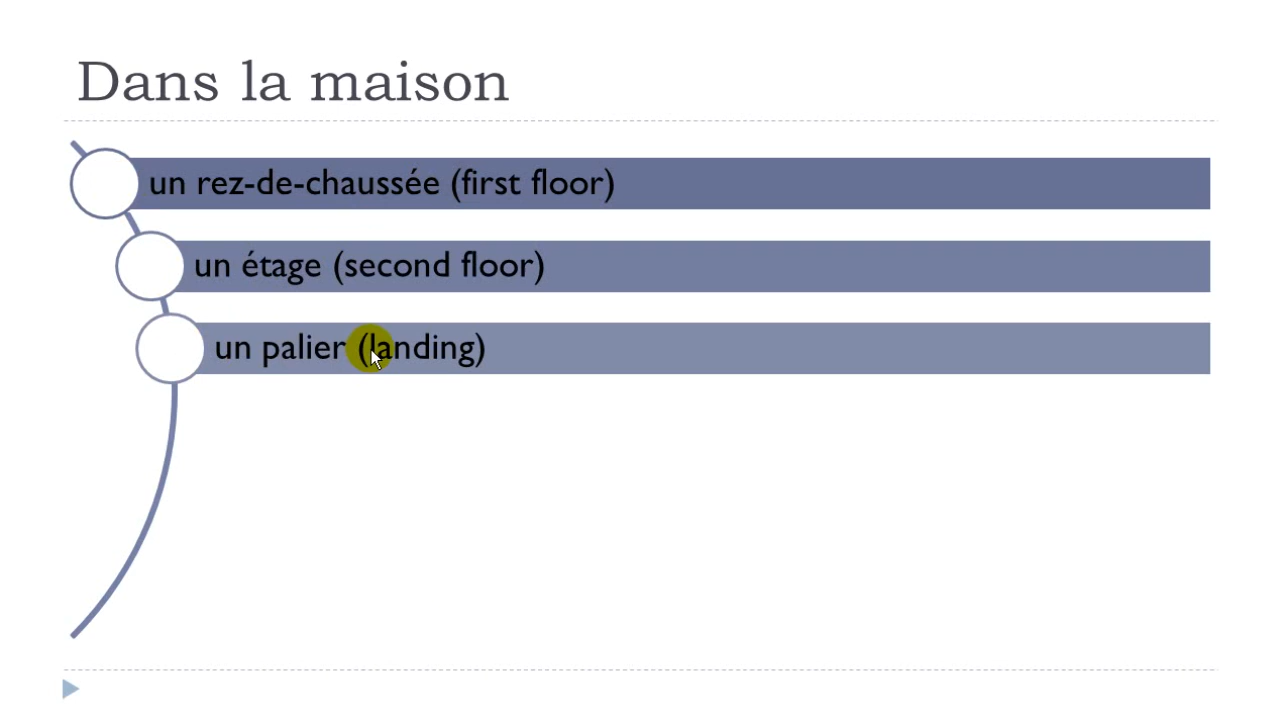 Dans la maison
un rez-de-chaussée (first floor)
un étage (second floor)
un palier (landing)